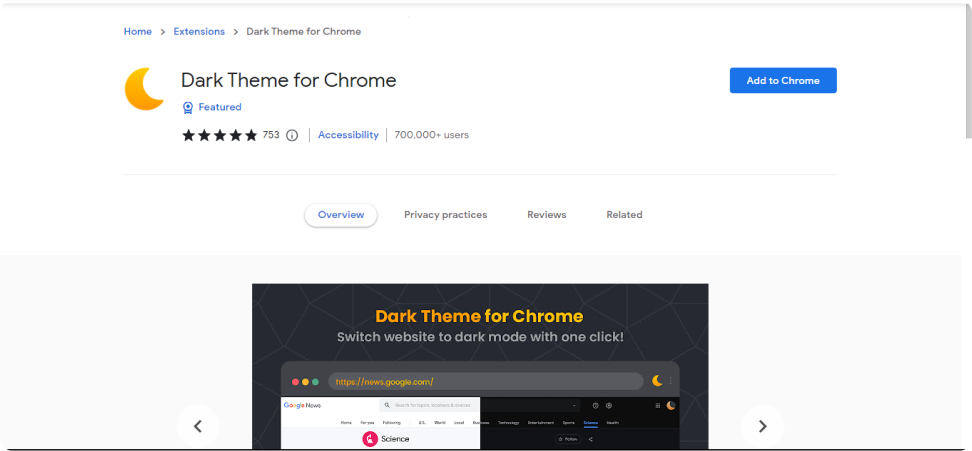 Home > Extensions > Dark Theme for Chrome
Dark Theme for Chrome
Add to Chrome
Featured
753 | Accessibility | 700,000+ users
Overview Privacy practices Reviews Related
Dark Theme for Chrome
Switch website to dark mode with one click!
https://news.google.com/
Google News Search for topics, locations & sources
Home For you Following U.S. World Local Business Technology Entertainment Sports Science Health
Science Follow